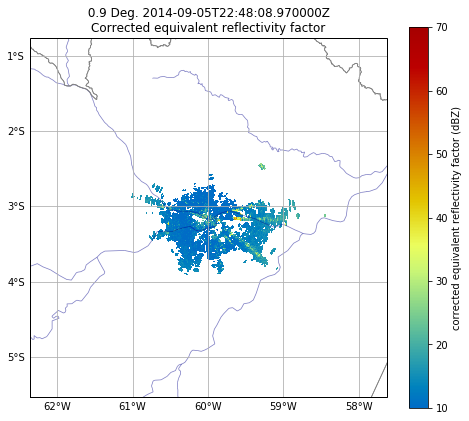 0.9 Deg. 2014-09-05T22:48:08.970000Z
Corrected equivalent reflectivity factor
1°S
2°S
3°S
4°S
5°S
62°W 61°W 60°W 59°W 58°W
70
60
50
40
30
20
10
corrected equivalent reflectivity factor (dBZ)